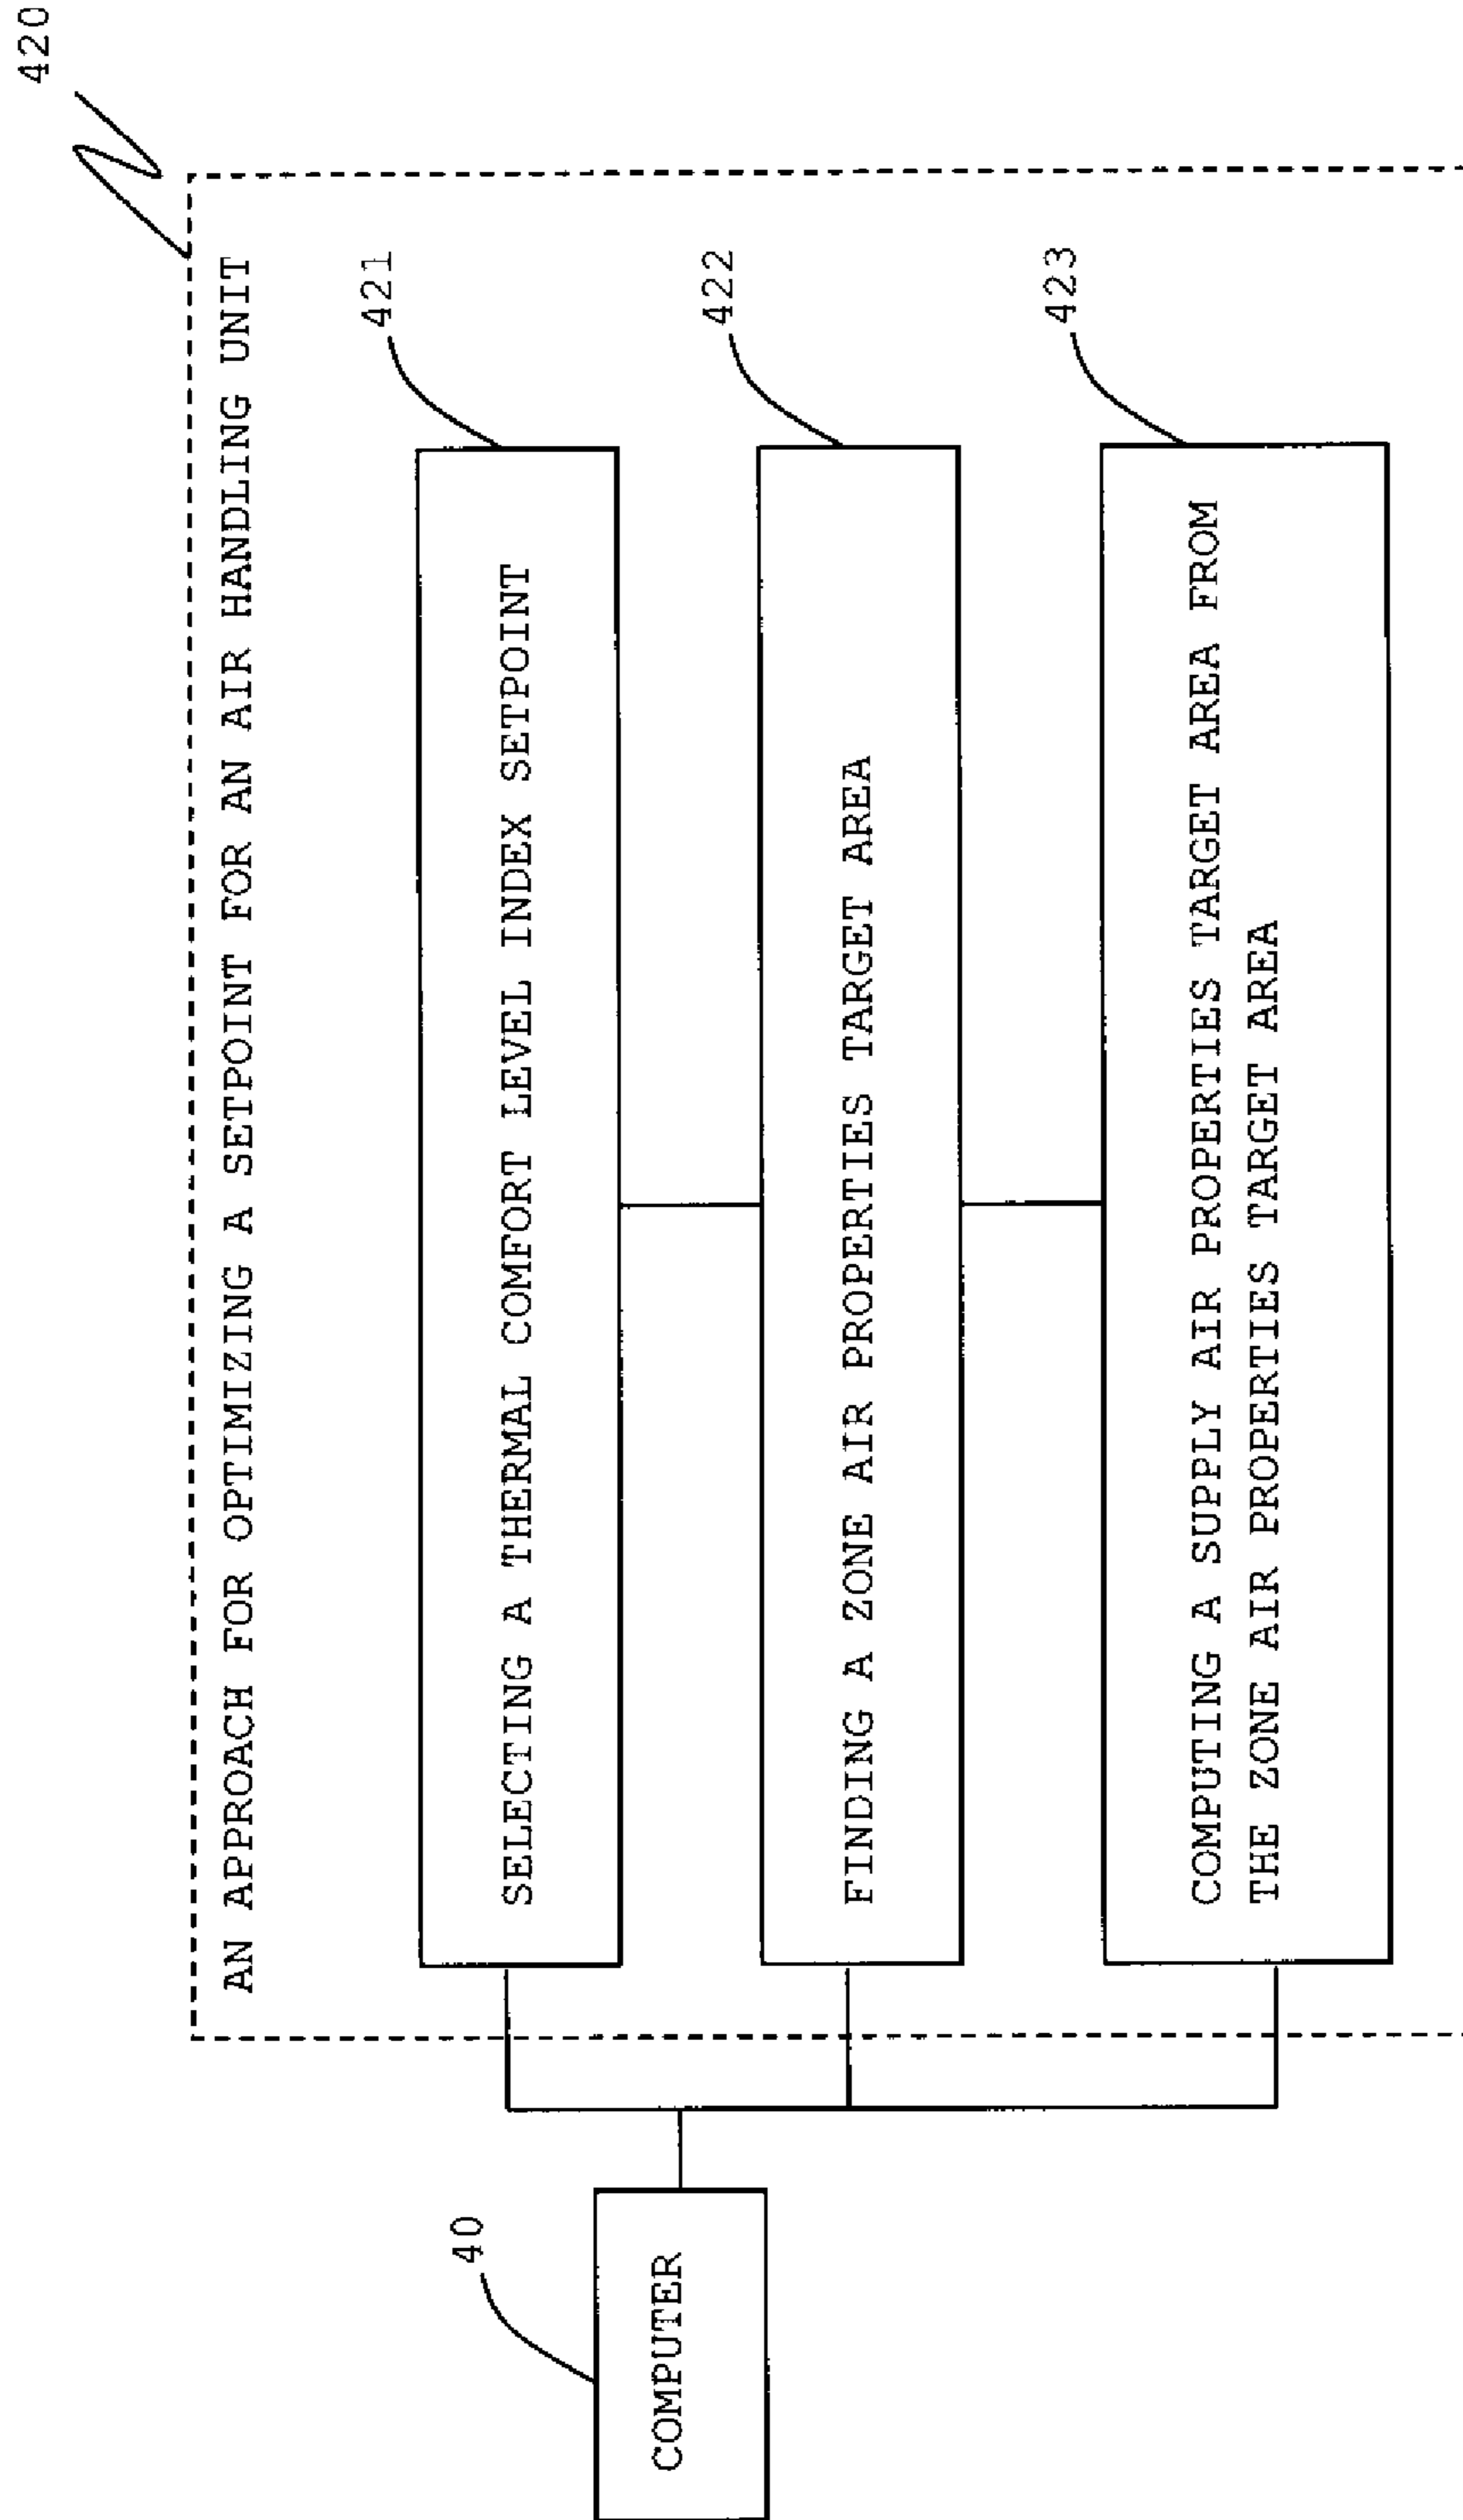 420
AN APPROACH FOR OPTIMIZING A SETPOINT FOR AN AIR HANDLING UNIT
421
SELECTING A THERMAL COMFORT LEVEL INDEX SETPOINT
422
FINDING A ZONE AIR PROPERTIES TARGET AREA
423
COMPUTING A SUPPLY AIR PROPERTIES TARGET AREA FROM
THE ZONE AIR PROPERTIES TARGET AREA
40
COMPUTER